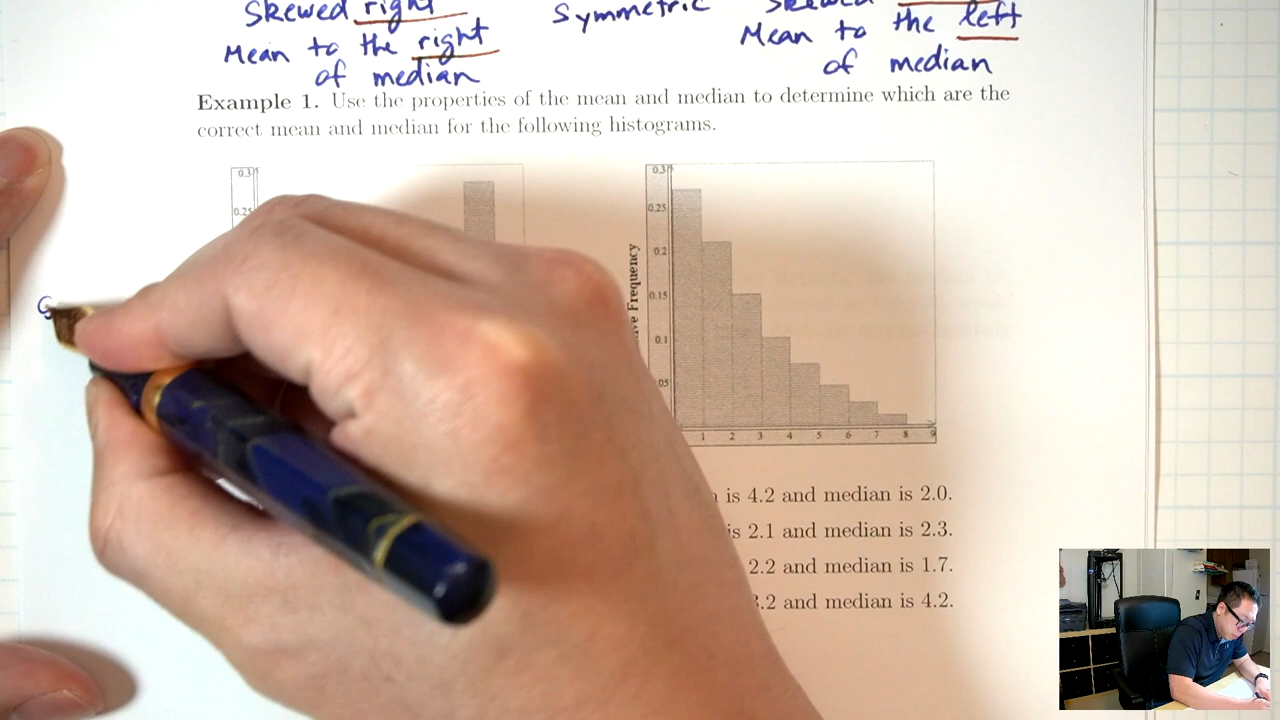 Skewed right
Symmetric
Skewed
Mean to the right
of median
Mean to the left
of median
Example 1. Use the properties of the mean and median to determine which are the
correct mean and median for the following histograms.
0.3
0.25
0.3
0.25
0.2
0.15
0.1
05
ve Frequency
1 2 3 4 5 6 7 8 9
is 4.2 and median is 2.0.
is 2.1 and median is 2.3.
2.2 and median is 1.7.
3.2 and median is 4.2.